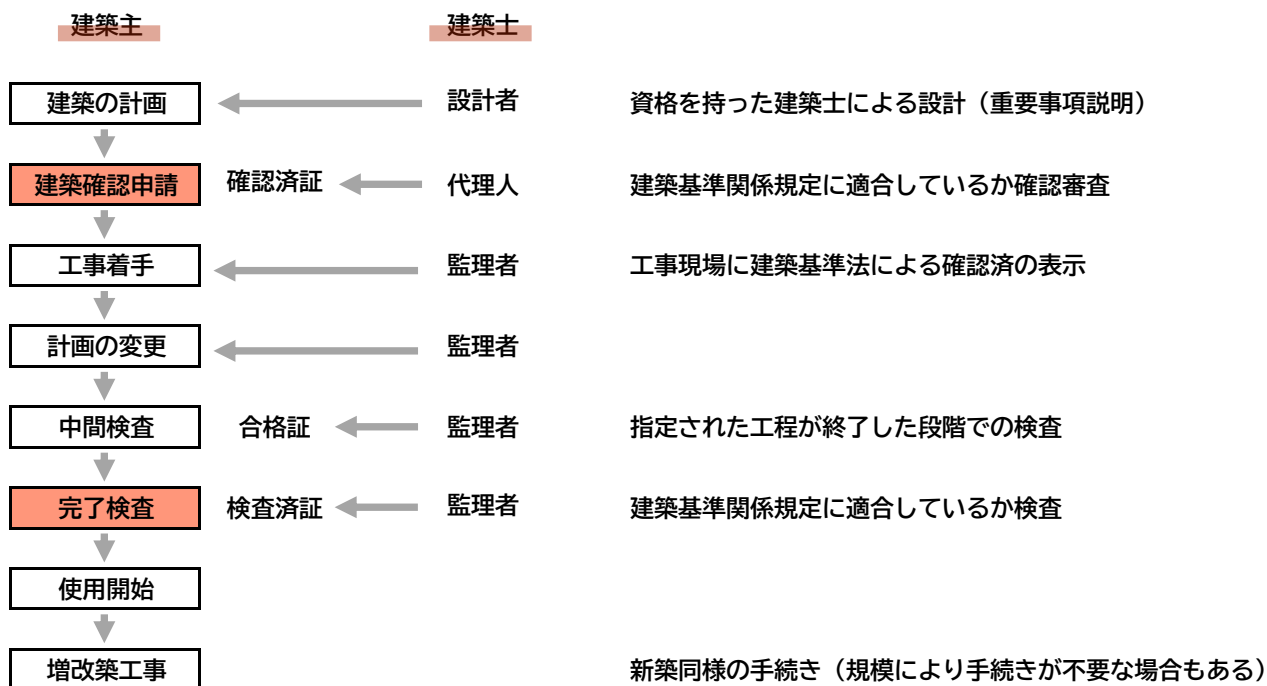 建築主 建築士
建築の計画 設計者 資格を持った建築士による設計（重要事項説明）
建築確認申請 確認済証 代理人 建築基準関係規定に適合しているか確認審査
工事着手 監理者 工事現場に建築基準法による確認済の表示
計画の変更 監理者
中間検査 合格証 監理者 指定された工程が終了した段階での検査
完了検査 検査済証 監理者 建築基準関係規定に適合しているか検査
使用開始
増改築工事 新築同様の手続き（規模により手続きが不要な場合もある）